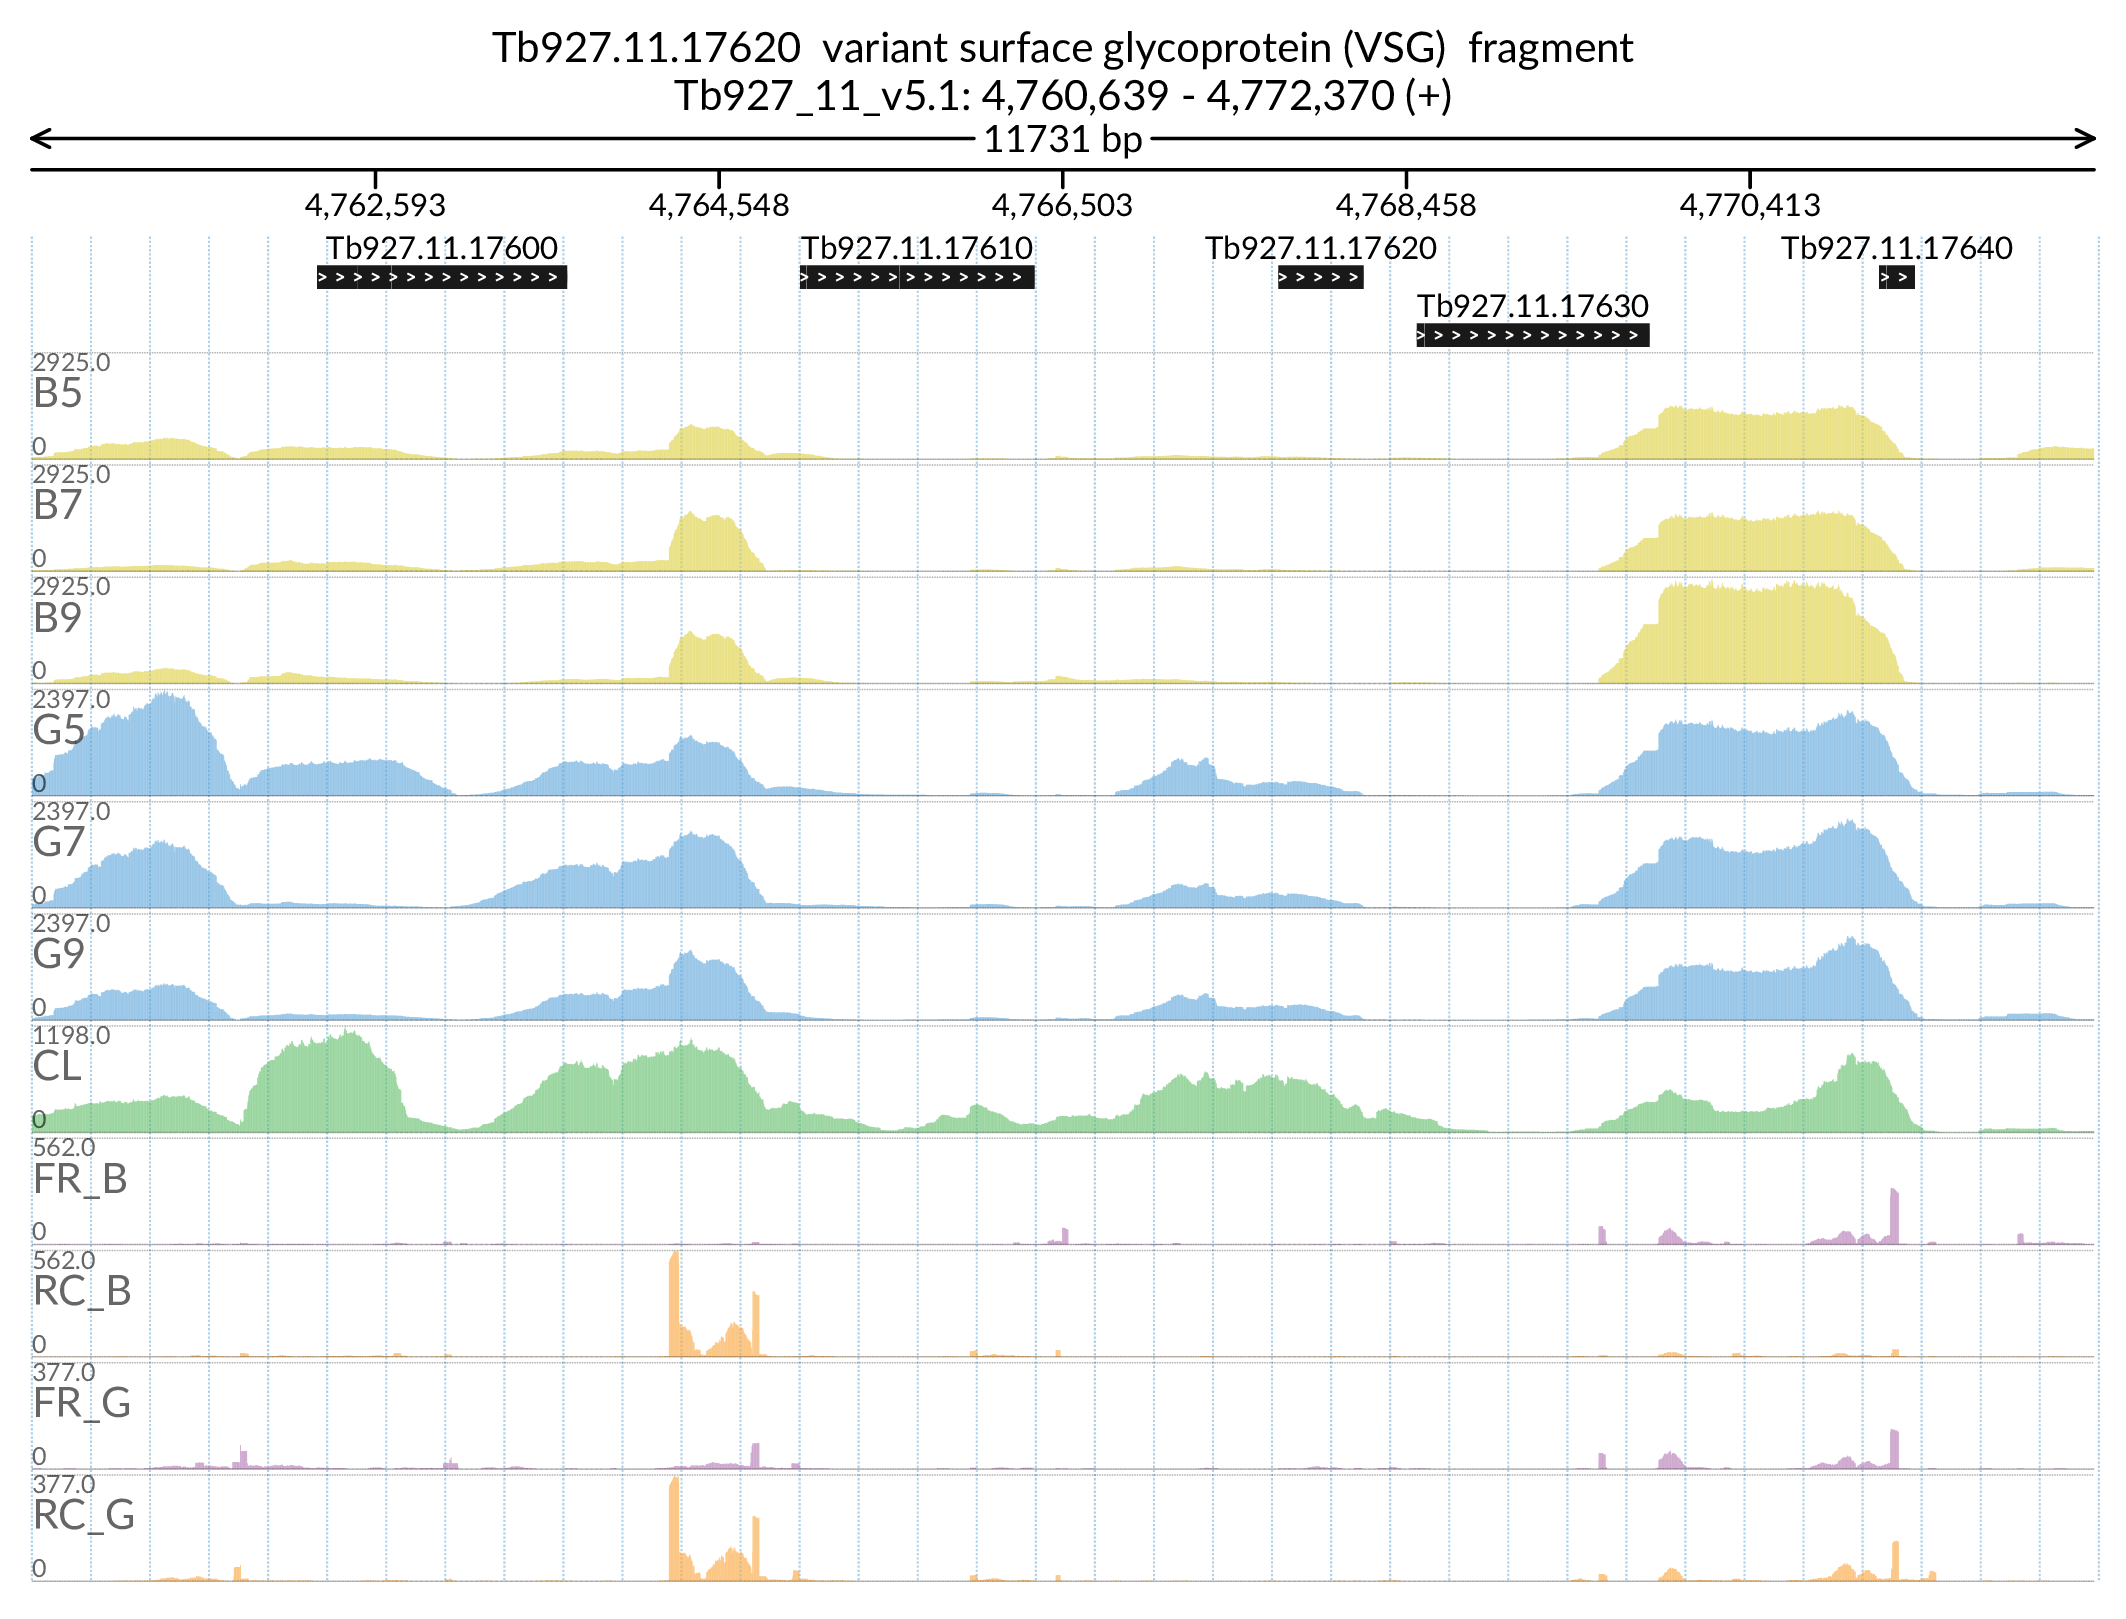 Tb927.11.17620  variant surface glycoprotein (VSG)  fragment
Tb927_11_v5.1: 4,760,639 - 4,772,370 (+)
11731 bp
4,762,593 4,764,548 4,766,503 4,768,458 4,770,413
Tb927.11.17600 Tb927.11.17610 Tb927.11.17620 Tb927.11.17640
Tb927.11.17630
2925.0
B5
0
2925.0
B7
0
2925.0
B9
0
2397.0
G5
0
2397.0
G7
0
2397.0
G9
0
1198.0
CL
0
562.0
FR_B
0
562.0
RC_B
0
377.0
FR_G
0
377.0
RC_G
0